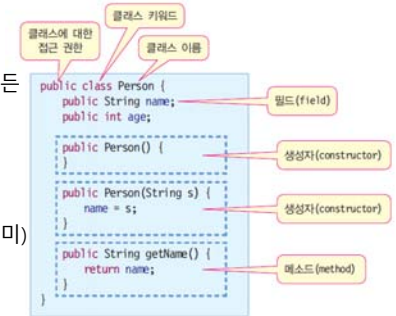 클래스 키워드
클래스에 대한
접근 권한
클래스 이름
든
public class Person {
public String name;
필드(field)
public int age;
public Person() {
}
생성자(constructor)
public Person(String s) {
name = s;
생성자(constructor)
}
미)
public String getName() {
return name;
메소드(method)
}
}